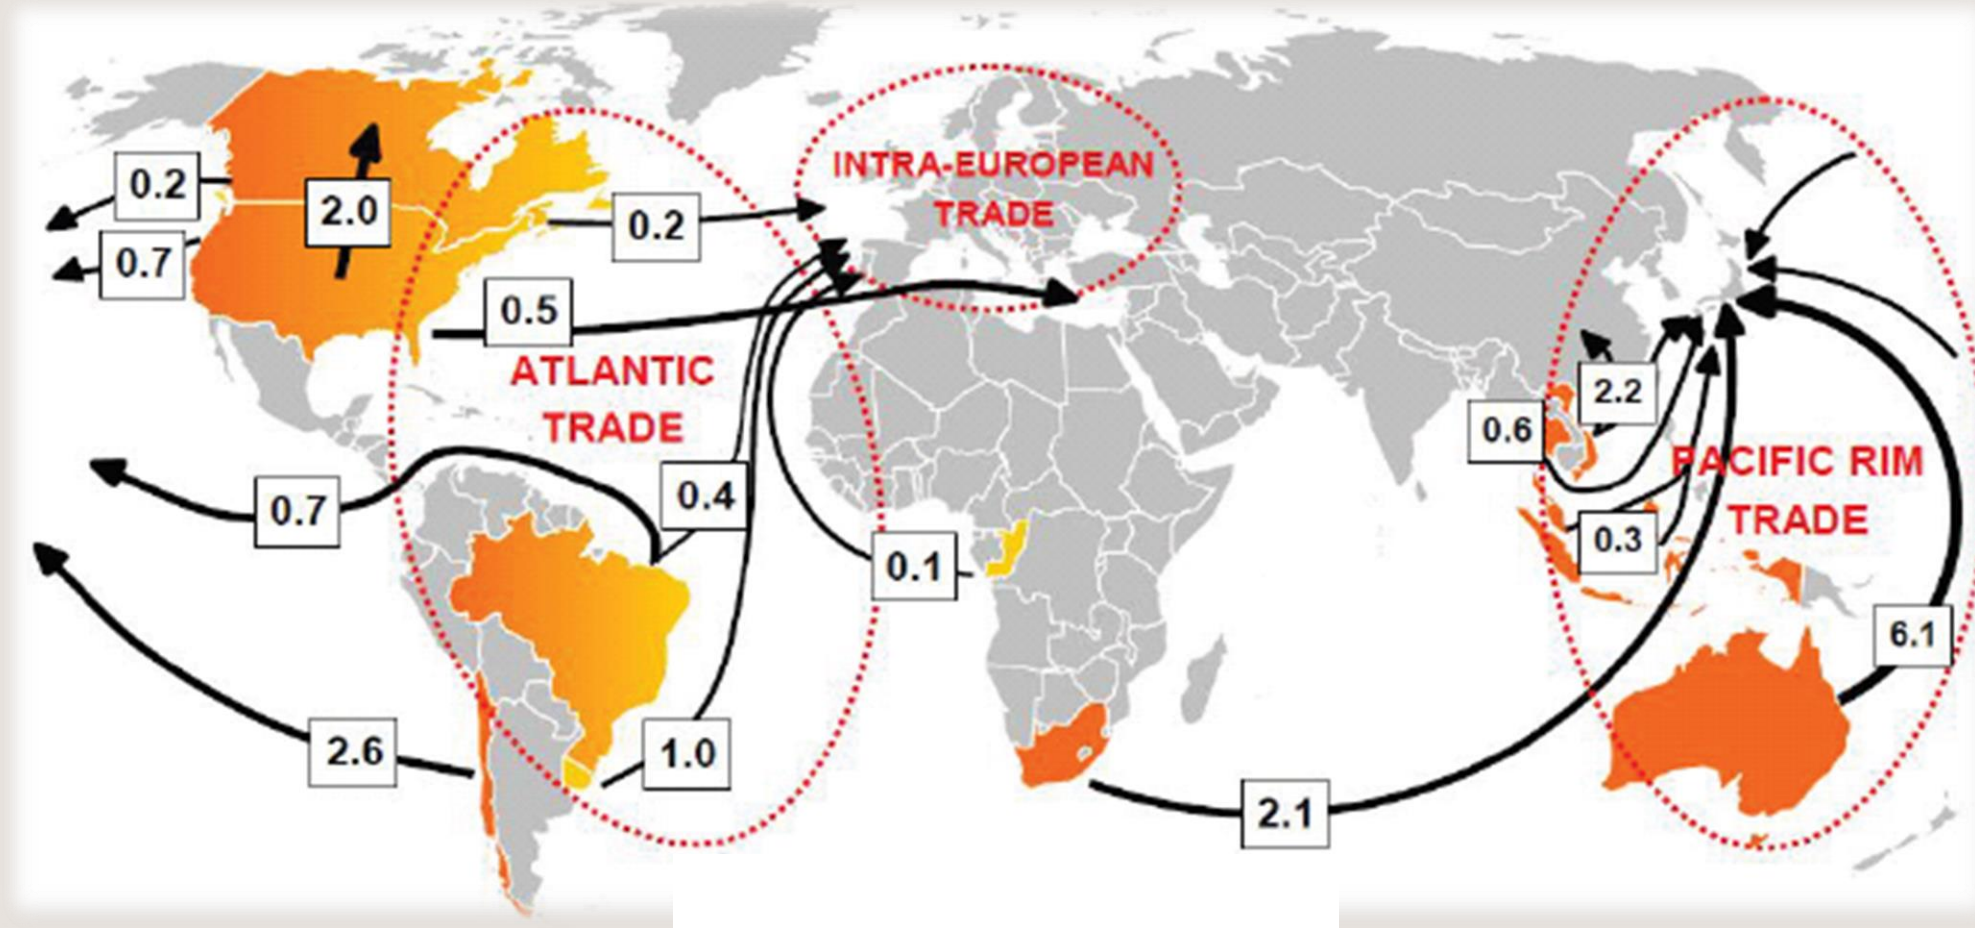 INTRA-EUROPEAN
TRADE
0.2
2.0
0.2
0.7
0.5
ATLANTIC
TRADE
2.2
0.6
PACIFIC RIM
TRADE
0.4
0.7
0.3
0.1
6.1
2.6
1.0
2.1